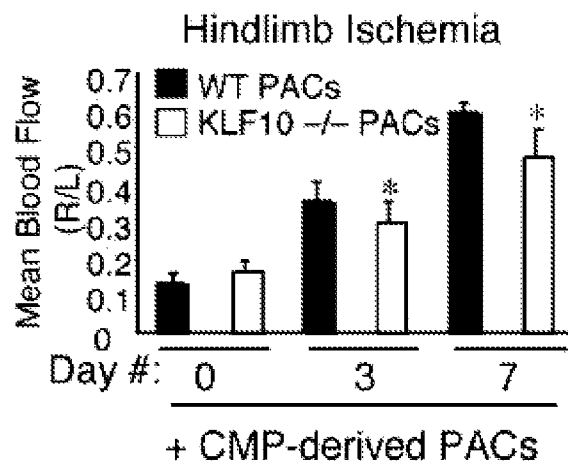 Hindlimb Ischemia
Mean Blood Flow
(R/L)
0.7
0.6
0.5
0.4
0.3
0.2
0.1
0
WT PACs
KLF10 –/– PACs
*
*
Day #: 0 3 7
+ CMP-derived PACs